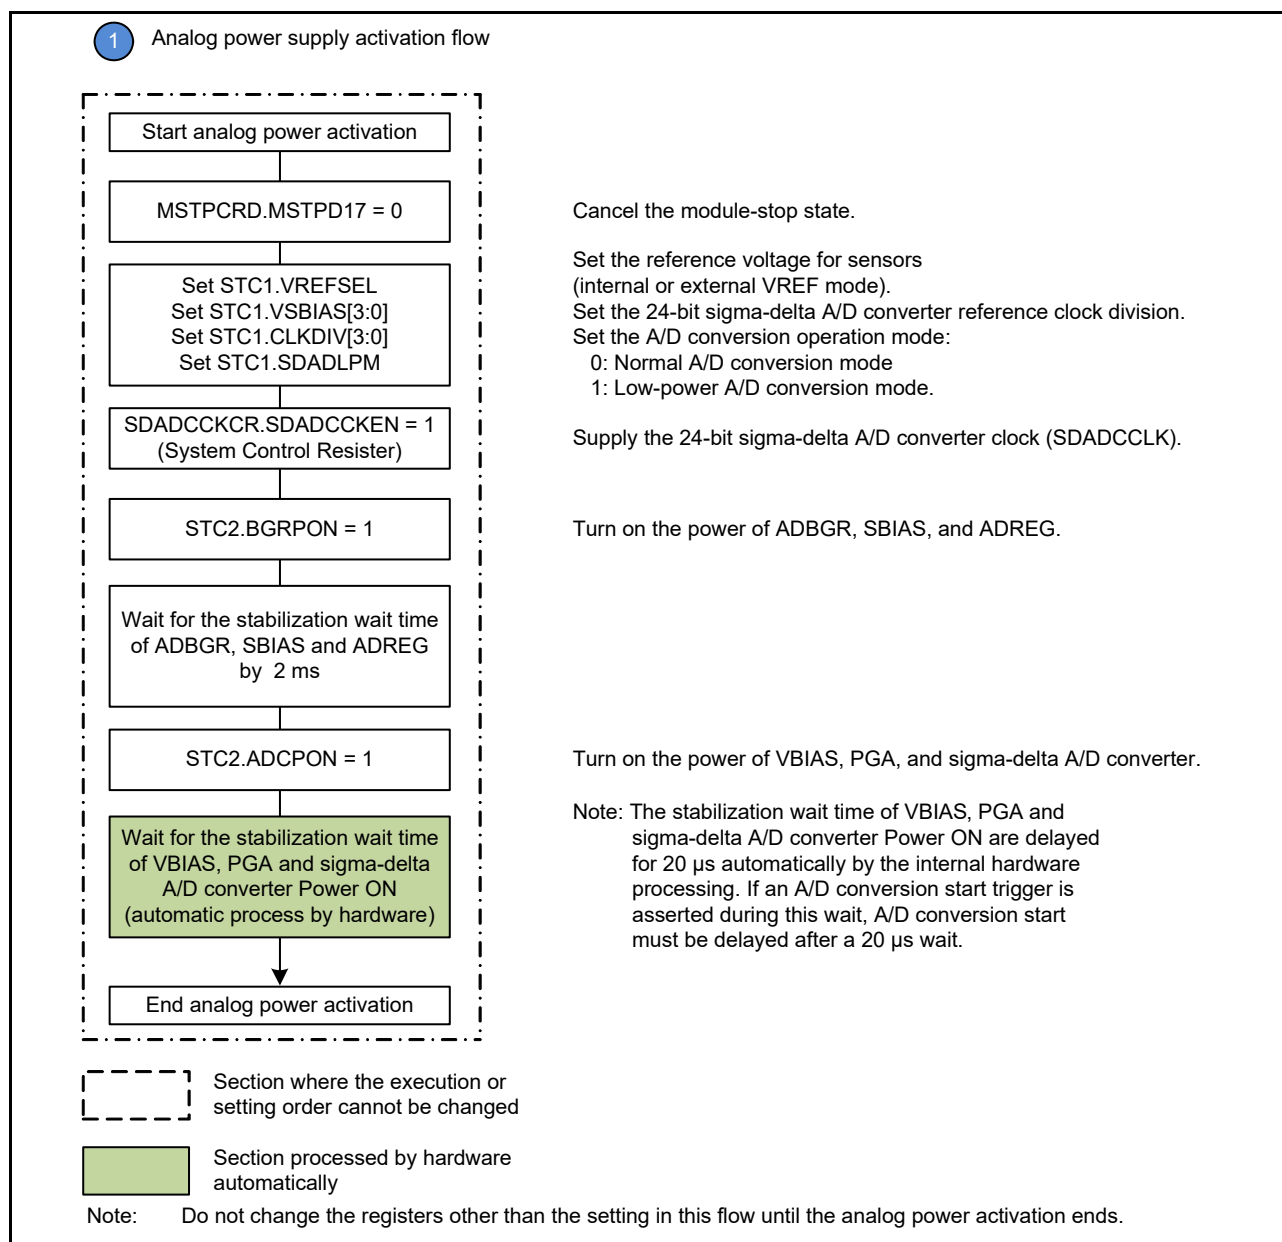 1 Analog power supply activation flow
Start analog power activation
MSTPCRD.MSTPD17 = 0
Cancel the module-stop state.
Set STC1.VREFSEL
Set STC1.VSBIAS[3:0]
Set STC1.CLKDIV[3:0]
Set STC1.SDADLPM
Set the reference voltage for sensors
(internal or external VREF mode).
Set the 24-bit sigma-delta A/D converter reference clock division.
Set the A/D conversion operation mode:
0: Normal A/D conversion mode
1: Low-power A/D conversion mode.
SDADCCKCR.SDADCCKEN = 1
(System Control Resister)
Supply the 24-bit sigma-delta A/D converter clock (SDADCCLK).
STC2.BGRPON = 1
Turn on the power of ADBGR, SBIAS, and ADREG.
Wait for the stabilization wait time
of ADBGR, SBIAS and ADREG
by 2 ms
STC2.ADCPON = 1
Turn on the power of VBIAS, PGA, and sigma-delta A/D converter.
Wait for the stabilization wait time
of VBIAS, PGA and sigma-delta
A/D converter Power ON
(automatic process by hardware)
Note: The stabilization wait time of VBIAS, PGA and
sigma-delta A/D converter Power ON are delayed
for 20 µs automatically by the internal hardware
processing. If an A/D conversion start trigger is
asserted during this wait, A/D conversion start
must be delayed after a 20 µs wait.
End analog power activation
Section where the execution or
setting order cannot be changed
Section processed by hardware
automatically
Note: Do not change the registers other than the setting in this flow until the analog power activation ends.